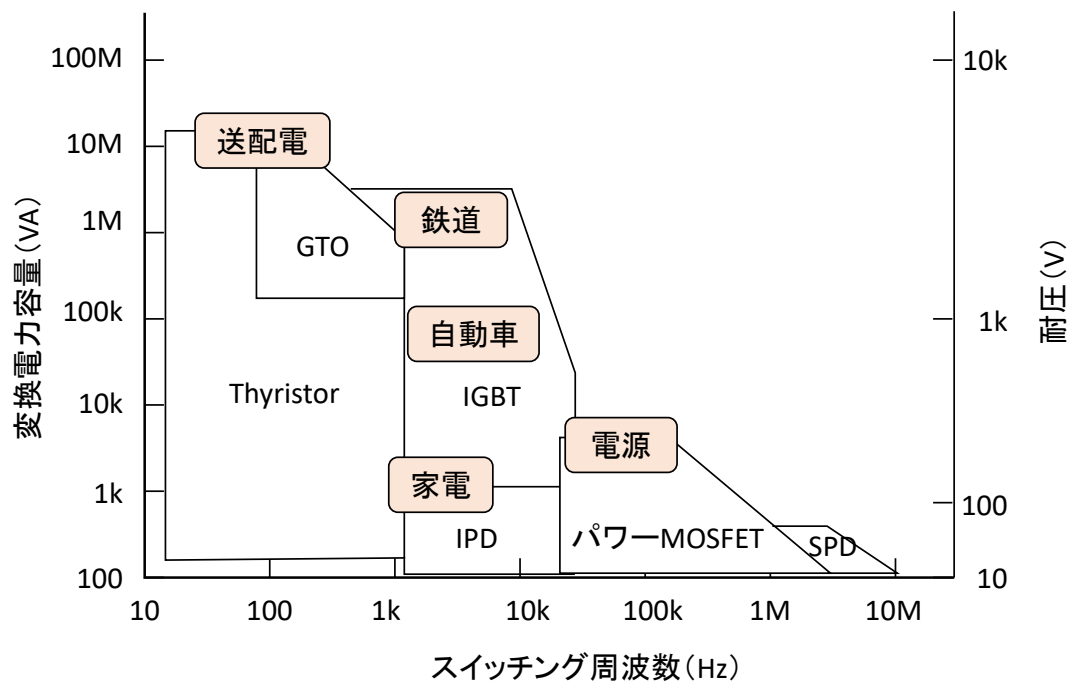 100M
10M
1M
100k
10k
1k
100
変換電力容量(VA)
送配電
GTO
鉄道
自動車
Thyristor
IGBT
電源
家電
IPD
パワーMOSFET
SPD
10k
1k
100
10
耐圧(V)
10
100
1k
10k
100k
1M
10M
スイッチング周波数(Hz)